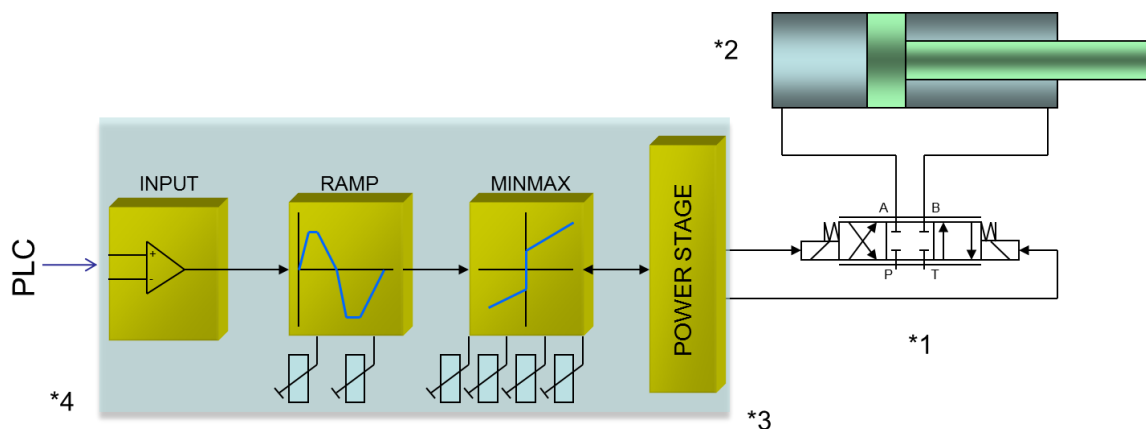 *2
INPUT
RAMP
MINMAX
+
-
PLC
POWER STAGE
A B
P T
*1
*4
*3